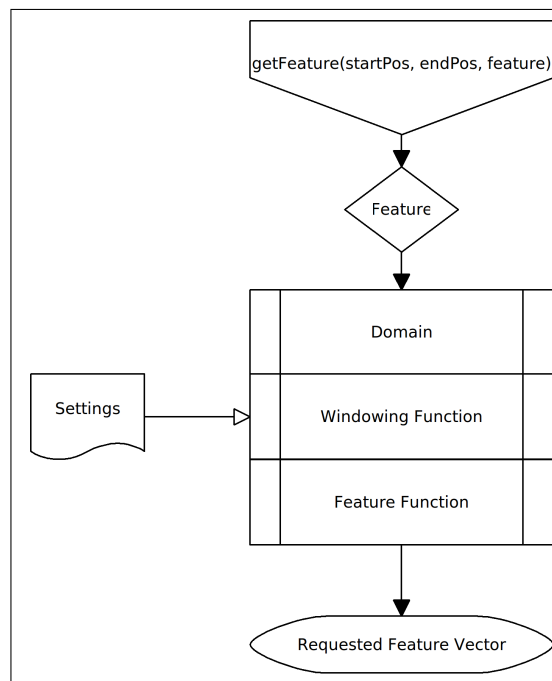 getFeature(startPos, endPos, feature)
Feature
Domain
Settings
Windowing Function
Feature Function
Requested Feature Vector